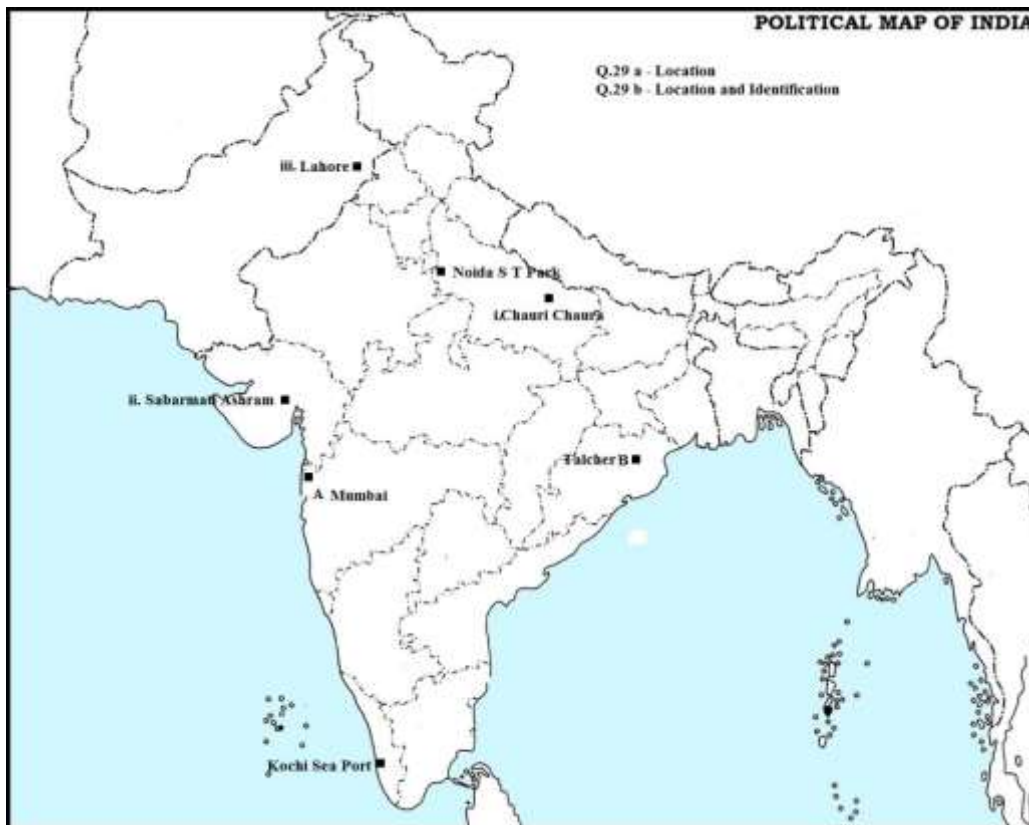 POLITICAL MAP OF INDIA
Q.29 a - Location
Q.29 b - Location and Identification
iii. Lahore
Noida S T Park
i.Chauri Chaura
ii. Sabarmati Ashram
Talcher B
A Mumbai
Kochi Sea Port